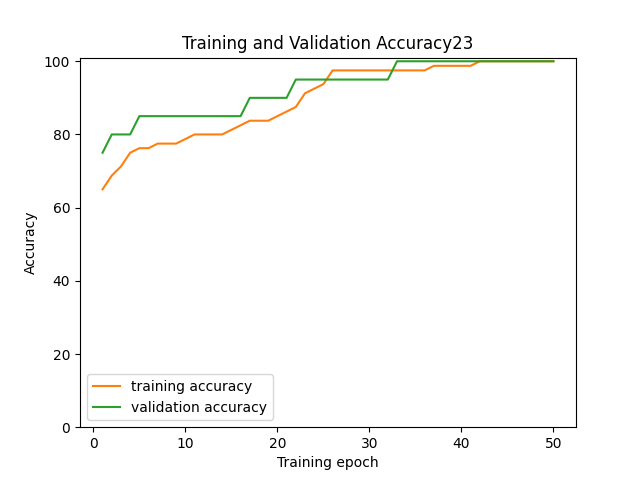 Training and Validation Accuracy23
100
80
60
40
20
0
Accuracy
training accuracy
validation accuracy
0 10 20 30 40 50
Training epoch